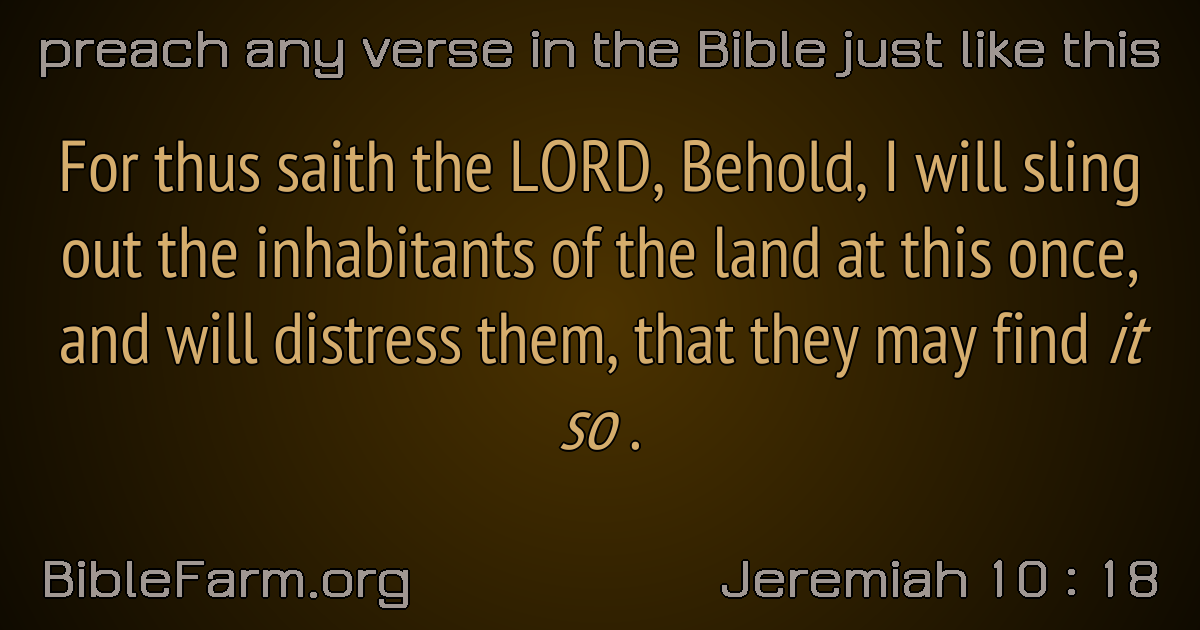 preach any verse in the Bible just like this
For thus saith the LORD, Behold, I will sling
out the inhabitants of the land at this once,
and will distress them, that they may find it
so .
BibleFarm.org
Jeremiah 10 : 18